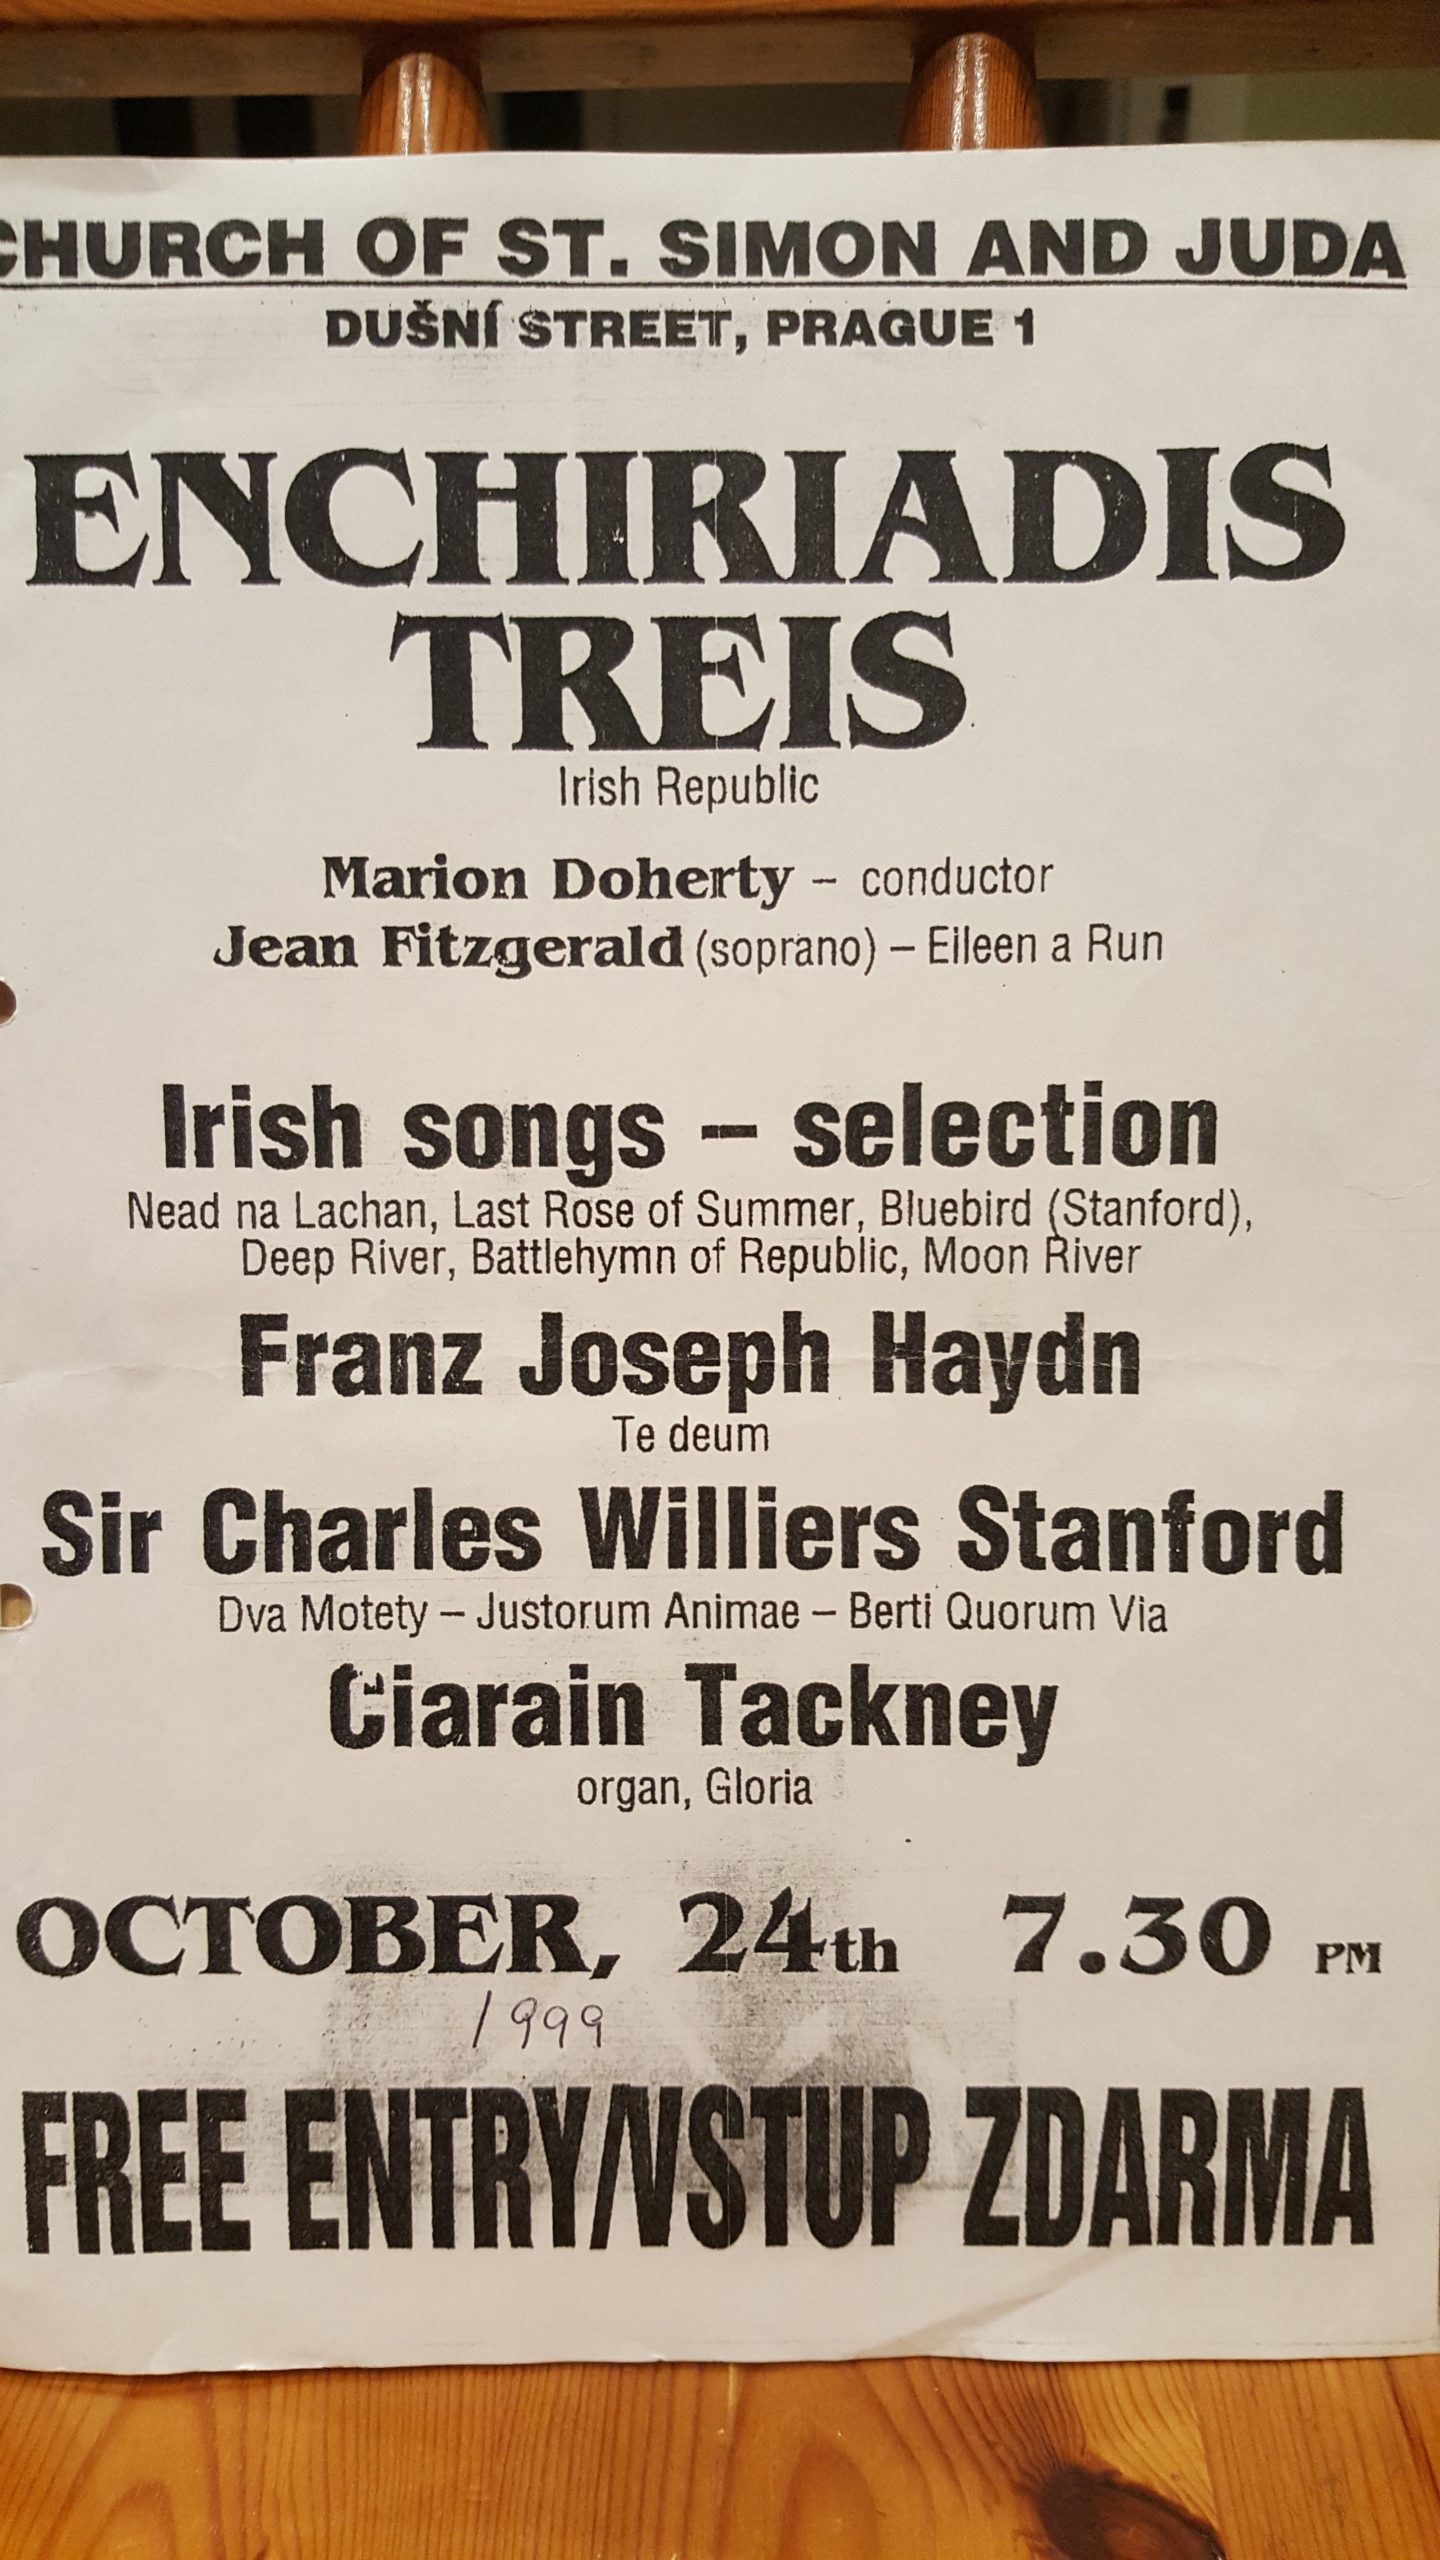 CHURCH OF ST. SIMON AND JUDA
DUŠNÍ STREET, PRAGUE 1
ENCHIRIADIS
TREIS
Irish Republic
Marion Doherty – conductor
Jean Fitzgerald (soprano) – Eileen a Run
Irish songs – selection
Nead na Lachan, Last Rose of Summer, Bluebird (Stanford),
Deep River, Battlehymn of Republic, Moon River
Franz Joseph Haydn
Te deum
Sir Charles Williers Stanford
Dva Motety – Justorum Animae – Berti Quorum Via
Ciarain Tackney
organ, Gloria
OCTOBER, 24th 7.30 PM
1999
FREE ENTRY/VSTUP ZDARMA